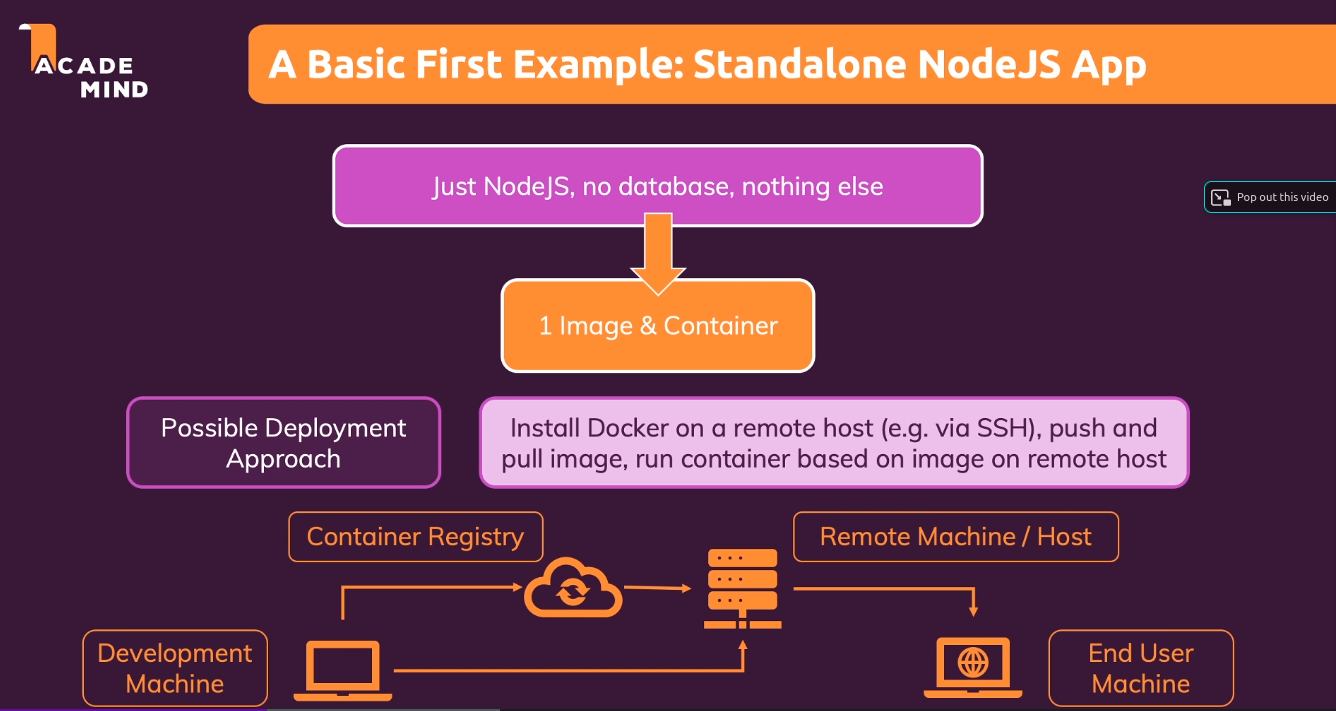 ACADE
MIND
A Basic First Example: Standalone NodeJS App
Just NodeJS, no database, nothing else
Pop out this video
1 Image & Container
Possible Deployment
Approach
Install Docker on a remote host (e.g. via SSH), push and
pull image, run container based on image on remote host
Container Registry
Remote Machine / Host
Development
Machine
End User
Machine